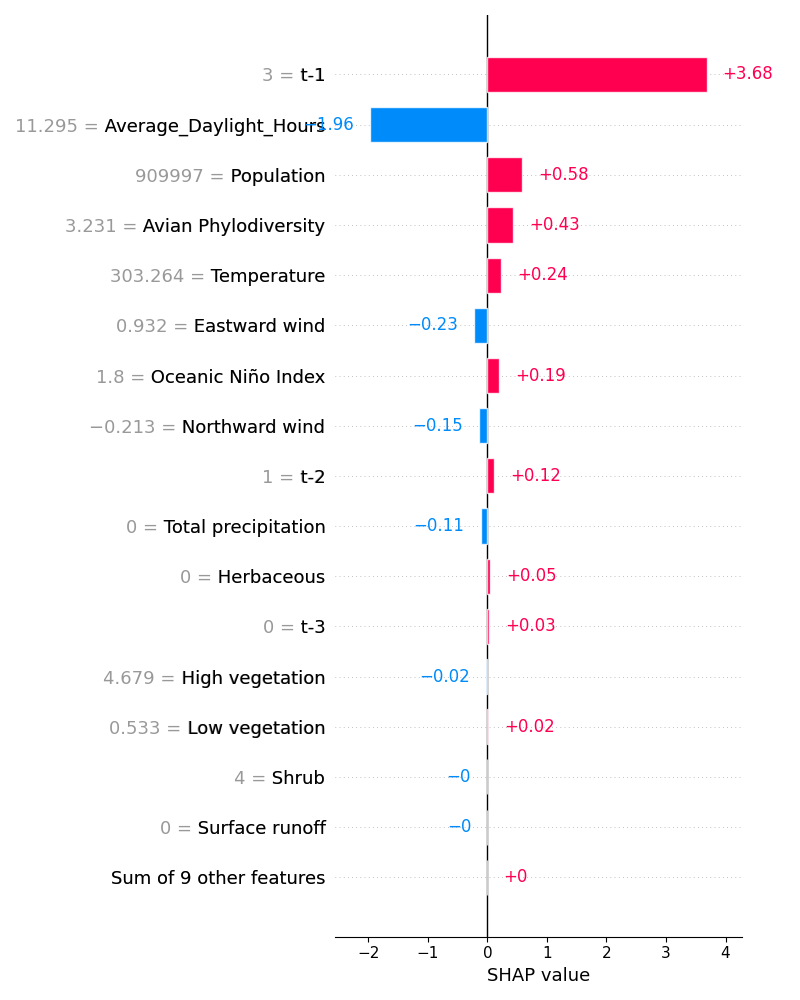 3 = t-1 +3.68
11.295 = Average_Daylight_Hours −1.96
909997 = Population +0.58
3.231 = Avian Phylodiversity +0.43
303.264 = Temperature +0.24
0.932 = Eastward wind −0.23
1.8 = Oceanic Niño Index +0.19
−0.213 = Northward wind −0.15
1 = t-2 +0.12
0 = Total precipitation −0.11
0 = Herbaceous +0.05
0 = t-3 +0.03
4.679 = High vegetation −0.02
0.533 = Low vegetation +0.02
4 = Shrub −0
0 = Surface runoff −0
Sum of 9 other features +0
−2 −1 0 1 2 3 4
SHAP value